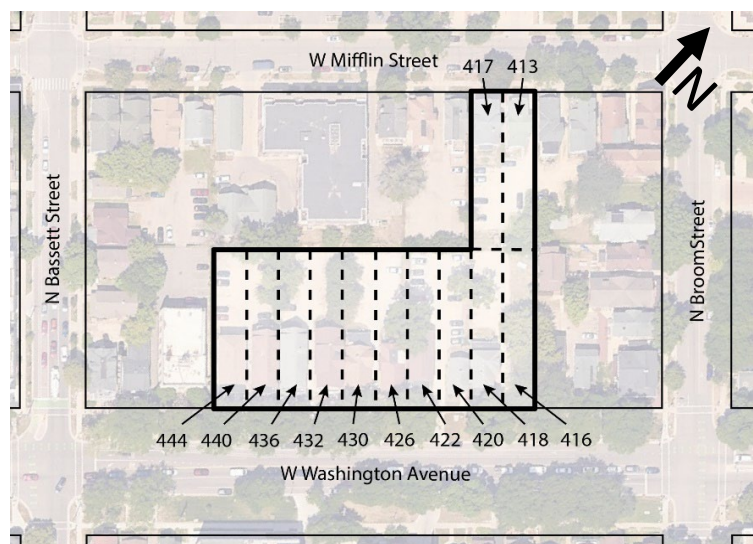 W Mifflin Street
417 413
N
N Bassett Street
N BroomStreet
444 440 436 432 430 426 422 420 418 416
W Washington Avenue